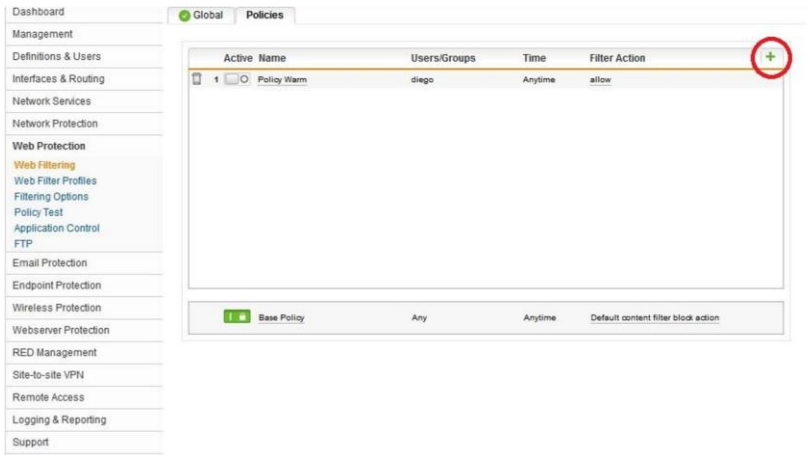 Dashboard
Management
Definitions & Users
Interfaces & Routing
Network Services
Network Protection
Web Protection
Web Filtering
Web Filter Profiles
Filtering Options
Policy Test
Application Control
FTP
Email Protection
Endpoint Protection
Wireless Protection
Webserver Protection
RED Management
Site-to-site VPN
Remote Access
Logging & Reporting
Support
Global Policies
Active Name Users/Groups Time Filter Action +
1 Policy Warm diego Anytime allow
Base Policy Any Anytime Default content filter block action